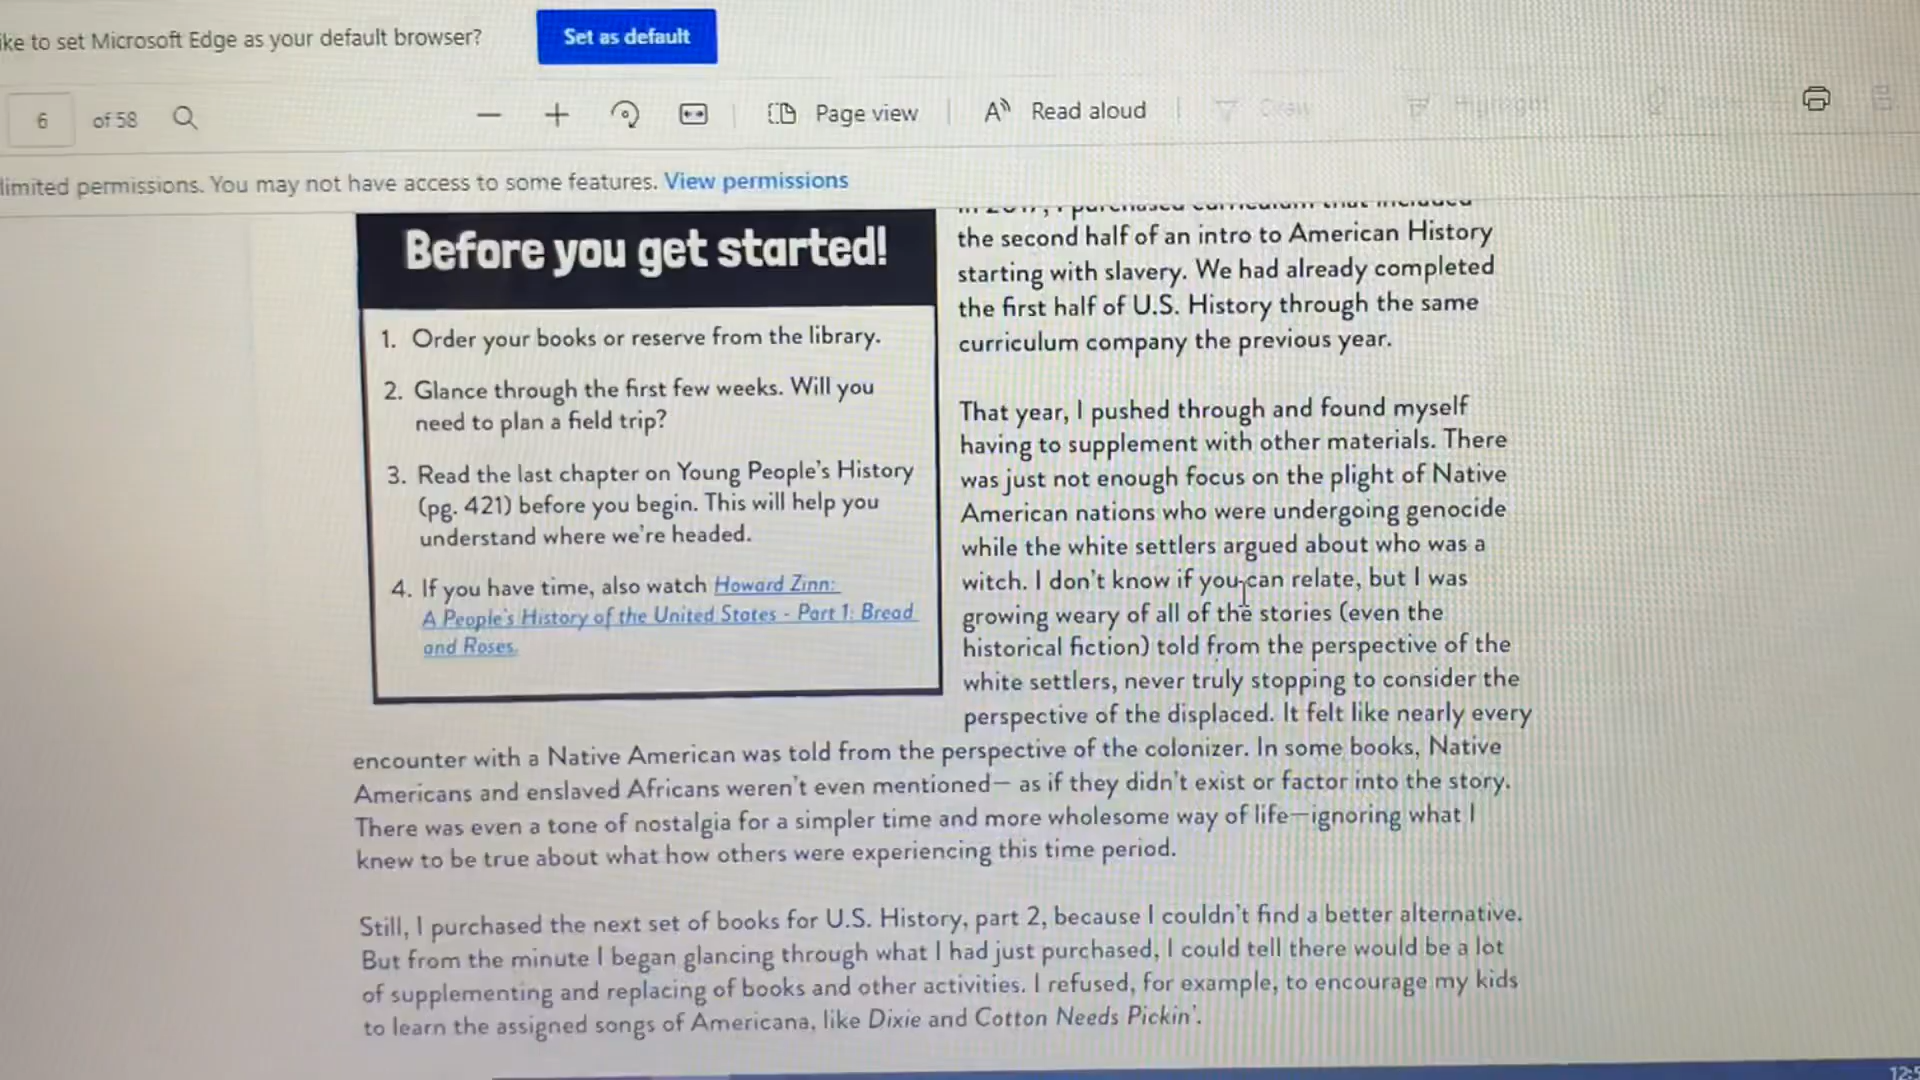 ike to set Microsoft Edge as your default browser?
Set as default
6 of 58
Page view
Read aloud
Draw
limited permissions. You may not have access to some features. View permissions
Before you get started!
1. Order your books or reserve from the library.
2. Glance through the first few weeks. Will you
need to plan a field trip?
3. Read the last chapter on Young People's History
(pg. 421) before you begin. This will help you
understand where we're headed.
4. If you have time, also watch Howard Zinn:
A People's History of the United States - Part 1: Bread
and Roses.
In 2017, I purchased curriculum that included
the second half of an intro to American History
starting with slavery. We had already completed
the first half of U.S. History through the same
curriculum company the previous year.
That year, I pushed through and found myself
having to supplement with other materials. There
was just not enough focus on the plight of Native
American nations who were undergoing genocide
while the white settlers argued about who was a
witch. I don't know if you can relate, but I was
growing weary of all of the stories (even the
historical fiction) told from the perspective of the
white settlers, never truly stopping to consider the
perspective of the displaced. It felt like nearly every
encounter with a Native American was told from the perspective of the colonizer. In some books, Native
Americans and enslaved Africans weren't even mentioned— as if they didn't exist or factor into the story.
There was even a tone of nostalgia for a simpler time and more wholesome way of life—ignoring what I
knew to be true about what how others were experiencing this time period.
Still, I purchased the next set of books for U.S. History, part 2, because I couldn't find a better alternative.
But from the minute I began glancing through what I had just purchased, I could tell there would be a lot
of supplementing and replacing of books and other activities. I refused, for example, to encourage my kids
to learn the assigned songs of Americana, like Dixie and Cotton Needs Pickin'.